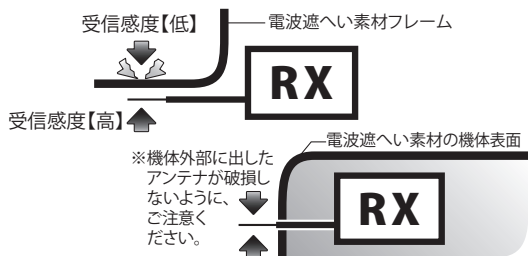 受信感度【低】
電波遮へい素材フレーム
RX
受信感度【高】
電波遮へい素材の機体表面
※機体外部に出した
アンテナが破損し
ないように、
ご注意く
ださい。
RX